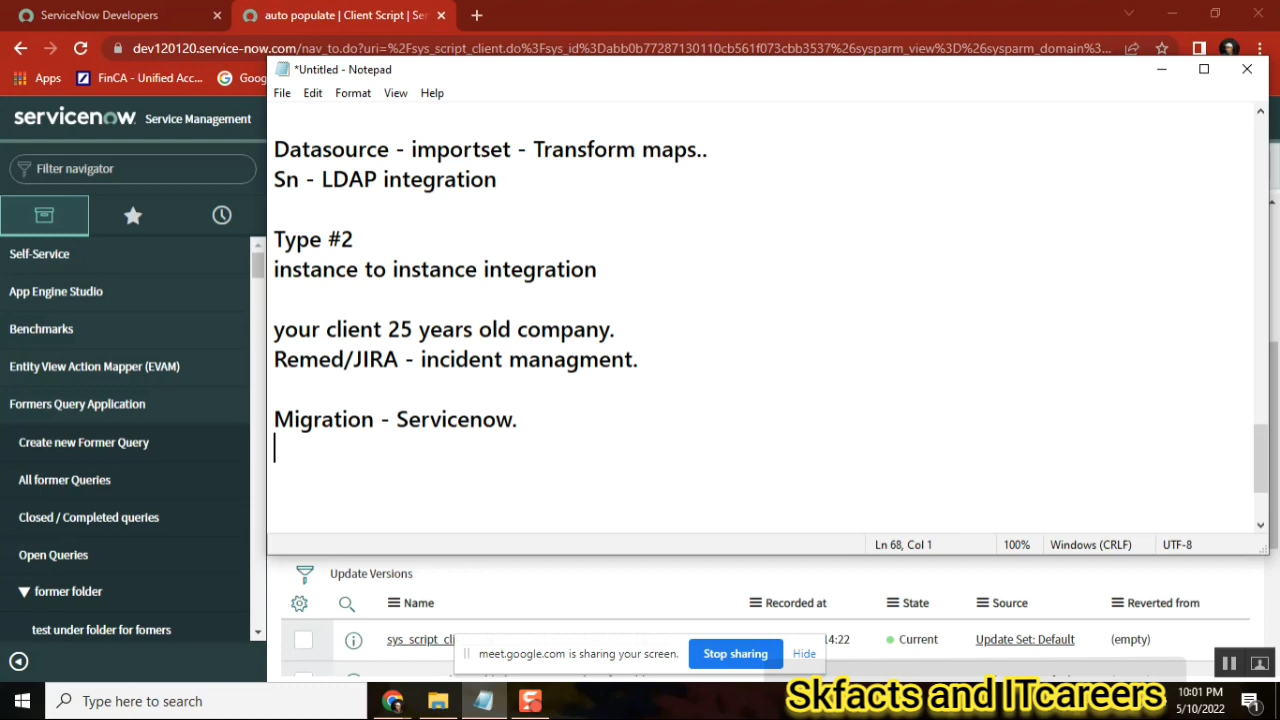 ServiceNow Developers
auto populate | Client Script | Ser
dev120120.service-now.com/nav_to.do?uri=%2Fsys_script_client.do%3Fsys_id%3Dabb0b77287130110cb561f073cbb3537%26sysparm_view%3D%26sysparm_domain%3...
Apps
FinCA - Unified Acc...
Goog
*Untitled - Notepad
File Edit Format View Help
servicenow. Service Management
Filter navigator
Self-Service
App Engine Studio
Benchmarks
Entity View Action Mapper (EVAM)
Formers Query Application
Create new Former Query
All former Queries
Closed / Completed queries
Open Queries
former folder
test under folder for forners
Datasource - importset - Transform maps..
Sn - LDAP integration
Type #2
instance to instance integration
your client 25 years old company.
Remed/JIRA - incident managment.
Migration - Servicenow.
Ln 68, Col 1 100% Windows (CRLF) UTF-8
Update Versions
Name Recorded at State Source Reverted from
sys_script_cli 14:22 Current Update Set: Default (empty)
meet.google.com is sharing your screen. Stop sharing Hide
Type here to search
10:01 PM
5/10/2022
1
Skfacts and ITcareers